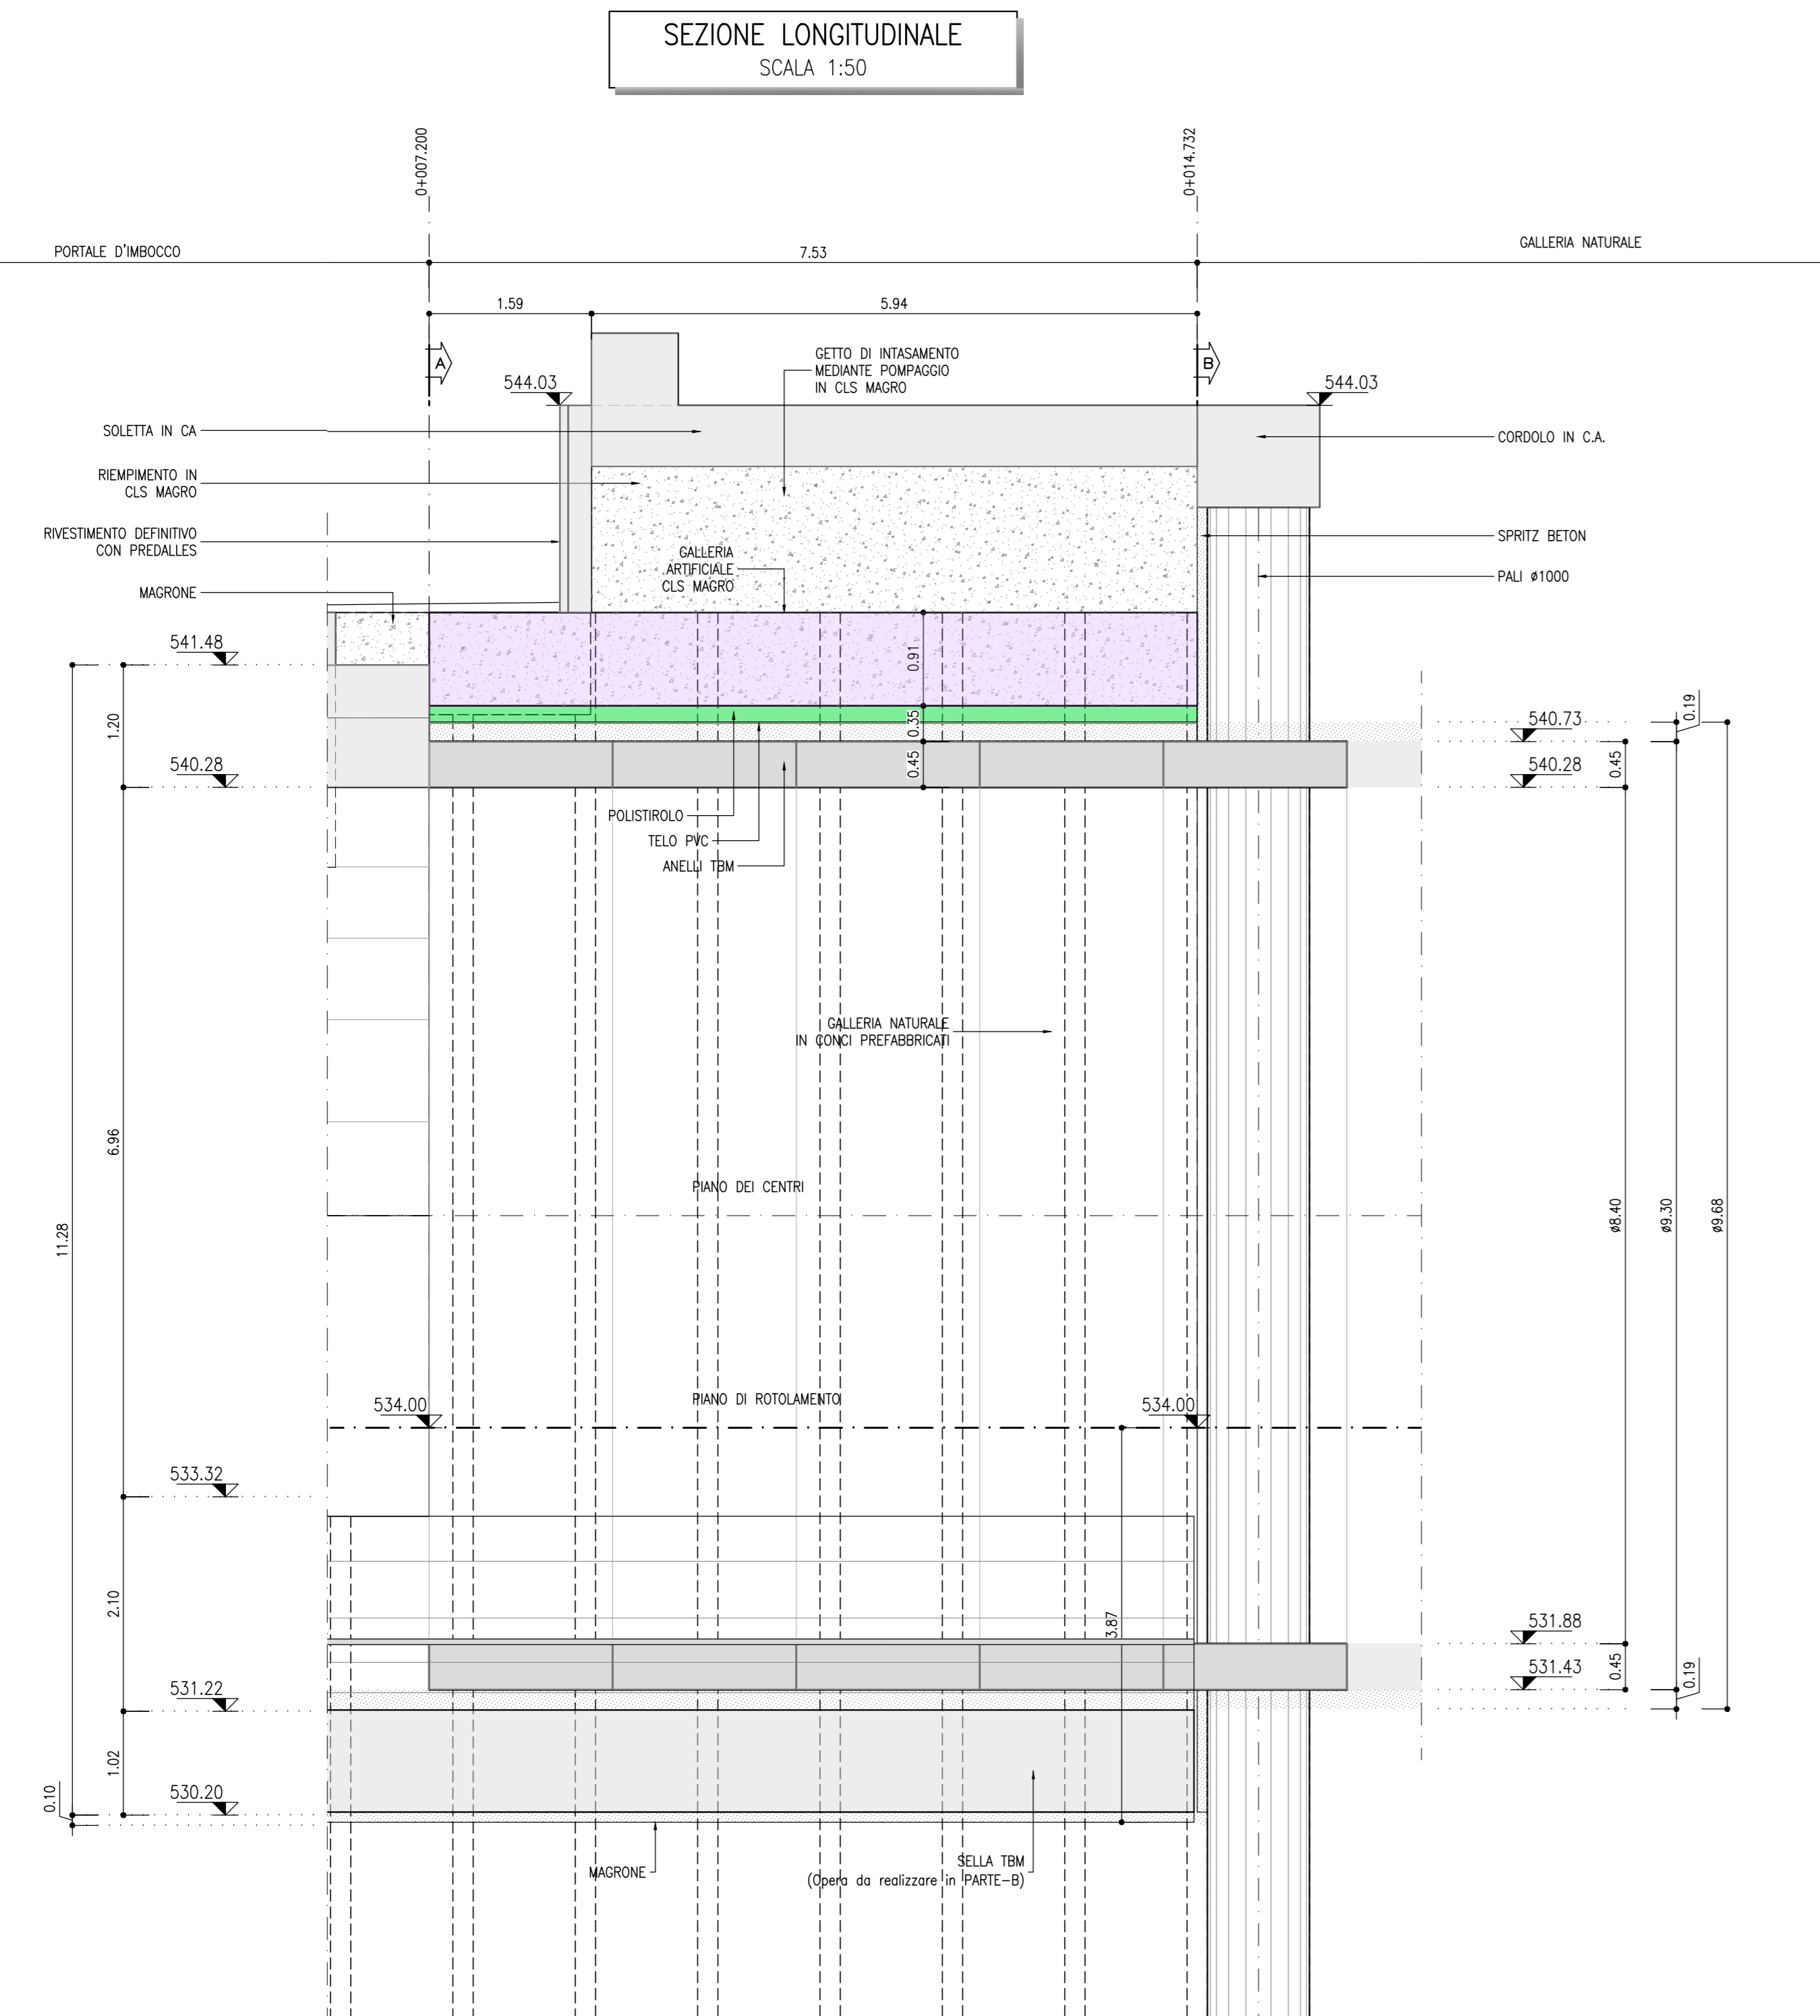 SEZIONE LONGITUDINALE
SCALA 1:50
0+007.200
0+014.732
PORTALE D'IMBOCCO
7.53
GALLERIA NATURALE
1.59
5.94
A
B
GETTO DI INTASAMENTO
MEDIANTE POMPAGGIO
IN CLS MAGRO
544.03
544.03
SOLETTA IN CA
CORDOLO IN C.A.
RIEMPIMENTO IN
CLS MAGRO
RIVESTIMENTO DEFINITIVO
CON PREDALLES
SPRITZ BETON
GALLERIA
ARTIFICIALE
CLS MAGRO
PALI ø1000
MAGRONE
541.48
0.91
0.19
1.20
0.35
540.73
540.28
0.45
540.28
0.45
POLISTIROLO
TELO PVC
ANELLI TBM
GALLERIA NATURALE
IN CONCI PREFABBRICATI
6.96
PIANO DEI CENTRI
11.28
ø8.40
ø9.30
ø9.68
PIANO DI ROTOLAMENTO
534.00
534.00
533.32
2.10
3.87
531.88
531.43
0.45
0.19
531.22
1.02
530.20
0.10
MAGRONE
SELLA TBM
(Opera da realizzare in PARTE-B)